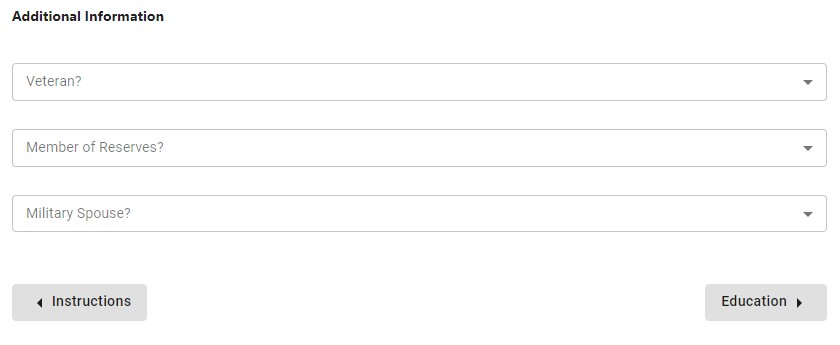 Additional Information
Veteran?
Member of Reserves?
Military Spouse?
Instructions
Education